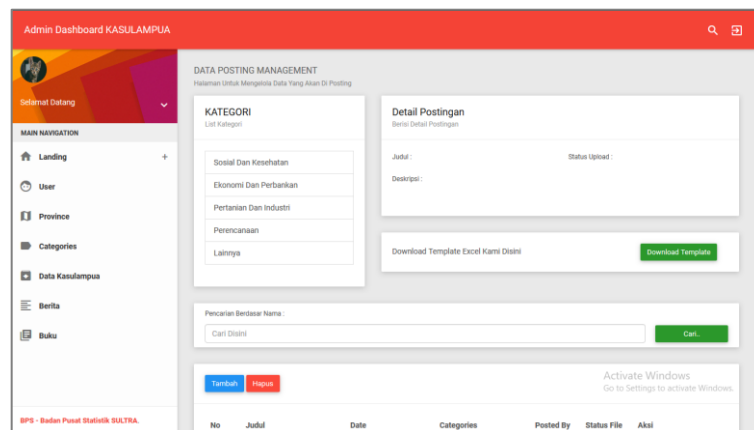 Admin Dashboard KASULAMPUA
Selamat Datang
MAIN NAVIGATION
Landing
User
Province
Categories
Data Kasulampua
Berita
Buku
BPS - Badan Pusat Statistik SULTRA.
DATA POSTING MANAGEMENT
Halaman Untuk Mengelola Data Yang Akan Di Posting
KATEGORI
List Kategori
Sosial Dan Kesehatan
Ekonomi Dan Perbankan
Pertanian Dan Industri
Perencanaan
Lainnya
Detail Postingan
Berisi Detail Postingan
Judul : Status Upload :
Deskripsi :
Download Template Excel Kami Disini Download Template
Pencarian Berdasar Nama :
Cari Disini Cari..
Tambah Hapus
Activate Windows
Go to Settings to activate Windows.
No Judul Date Categories Posted By Status File Aksi